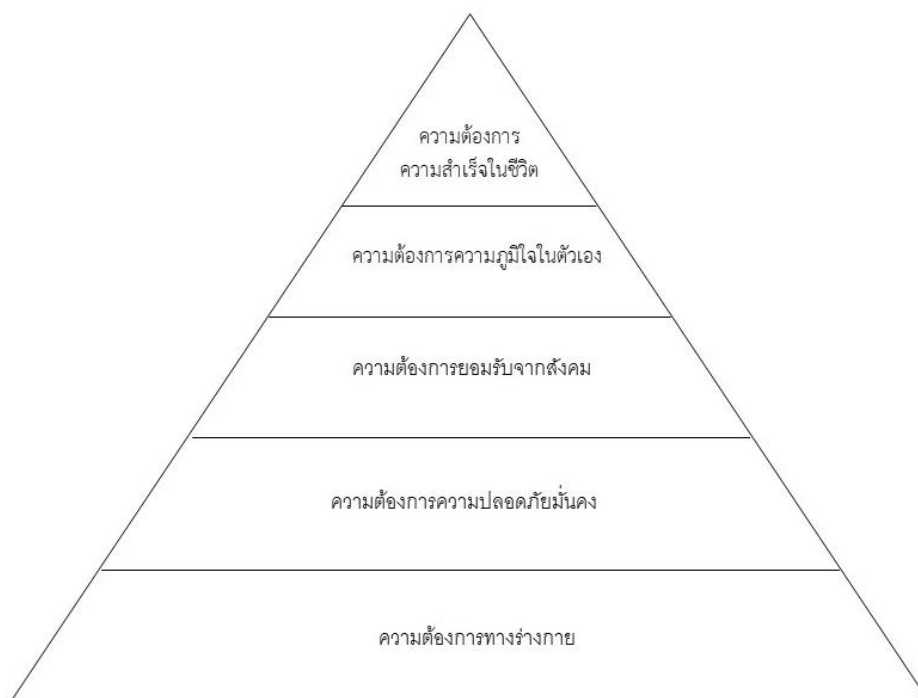 ความต้องการ
ความสำเร็จในชีวิต
ความต้องการความภูมิใจในตัวเอง
ความต้องการยอมรับจากสังคม
ความต้องการความปลอดภัยมั่นคง
ความต้องการทางร่างกาย